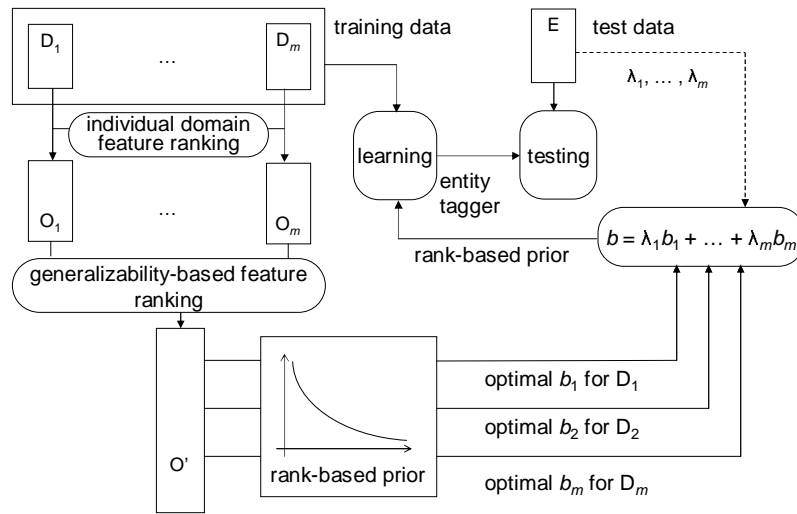 D1
…
Dm
training data
E
test data
λ1, … , λm
individual domain
feature ranking
learning
entity
tagger
testing
O1
…
Om
b = λ1b1 + … + λmbm
rank-based prior
generalizability-based feature
ranking
O'
rank-based prior
optimal b1 for D1
optimal b2 for D2
optimal bm for Dm